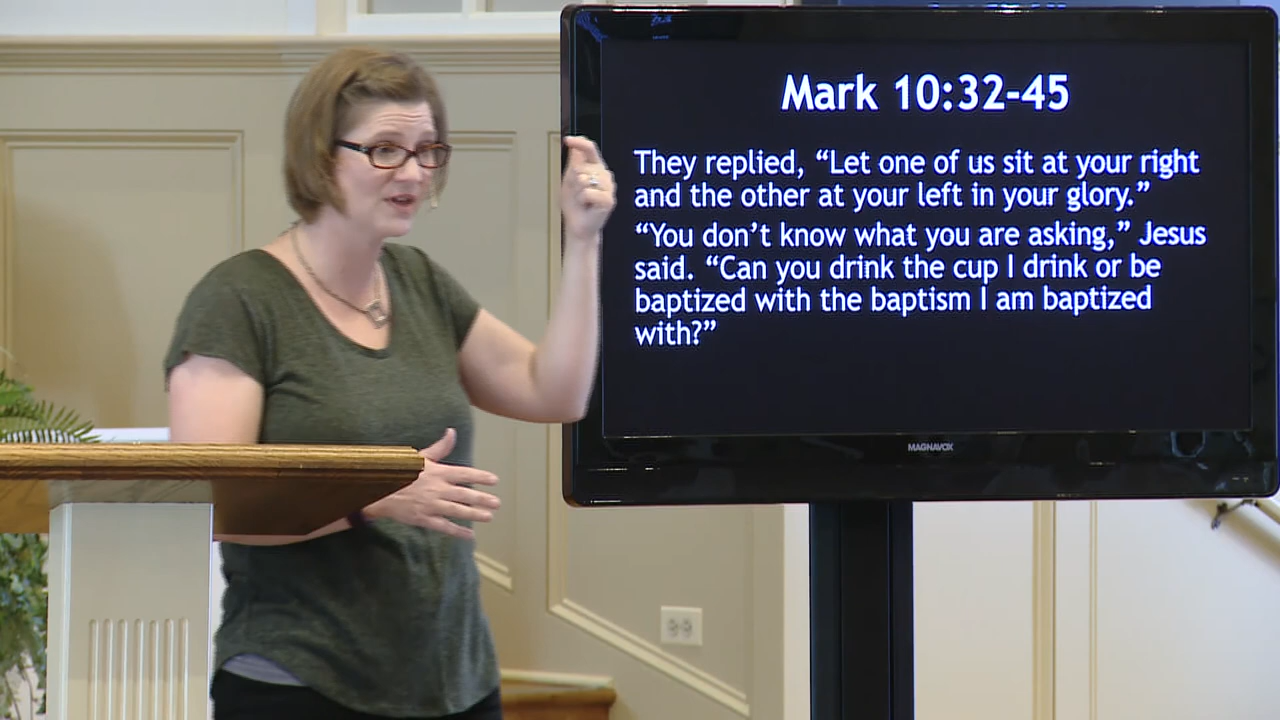 Mark 10:32-45
They replied, “Let one of us sit at your right
and the other at your left in your glory.”
“You don’t know what you are asking,” Jesus
said. “Can you drink the cup I drink or be
baptized with the baptism I am baptized
with?”
MAGNAVOX